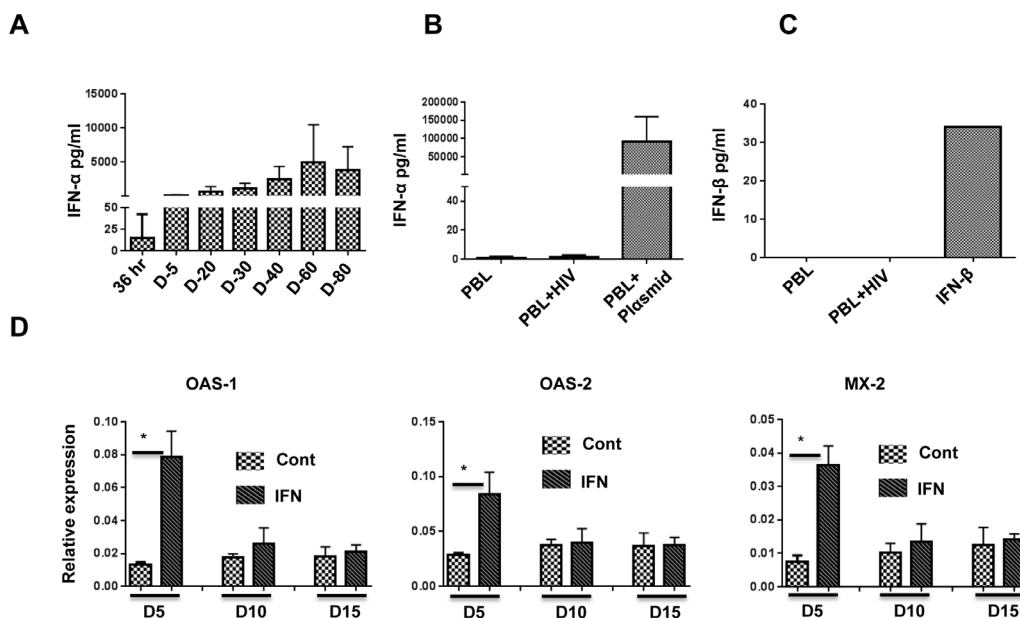 A
B
C
IFN-α pg/ml
15000
10000
5000
50
25
0
36 hr
D-5
D-20
D-30
D-40
D-60
D-80
IFN-α pg/ml
200000
150000
100000
50000
40
20
0
PBL
PBL+HIV
PBL+
Plasmid
IFN-β pg/ml
40
30
20
10
0
PBL
PBL+HIV
IFN-β
D
OAS-1
Relative expression
0.10
0.08
0.06
0.04
0.02
0.00
*
Cont
IFN
D5
D10
D15
OAS-2
0.15
0.10
0.05
0.00
*
Cont
IFN
D5
D10
D15
MX-2
0.05
0.04
0.03
0.02
0.01
0.00
*
Cont
IFN
D5
D10
D15